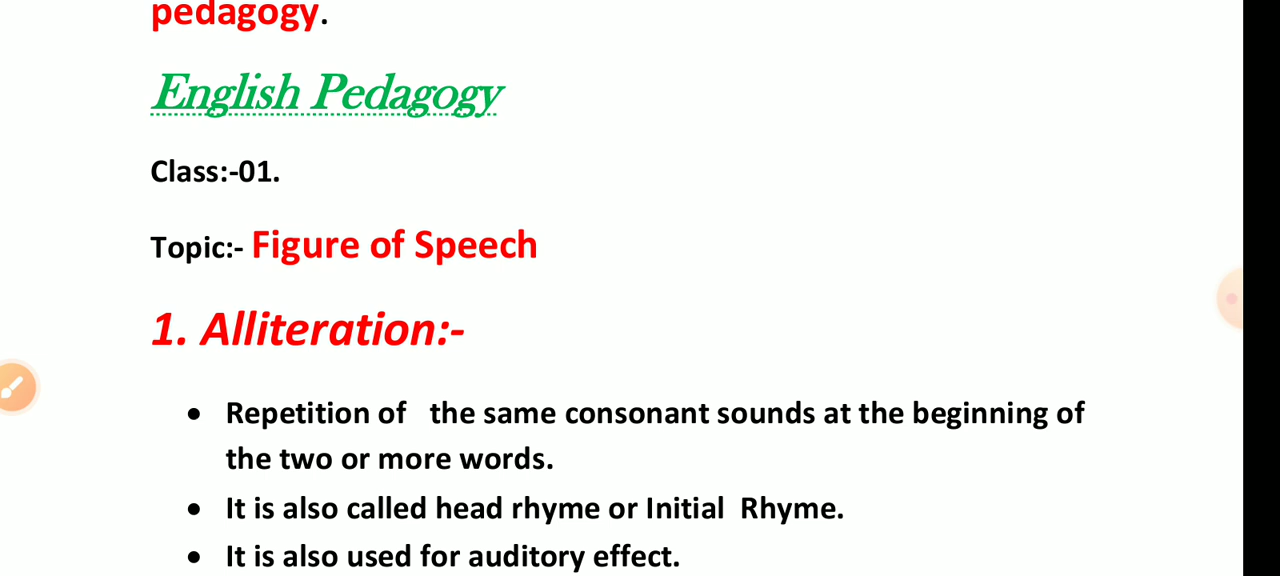 pedagogy.
English Pedagogy
Class:-01.
Topic:- Figure of Speech
1. Alliteration:-
• Repetition of   the same consonant sounds at the beginning of
the two or more words.
• It is also called head rhyme or Initial  Rhyme.
• It is also used for auditory effect.